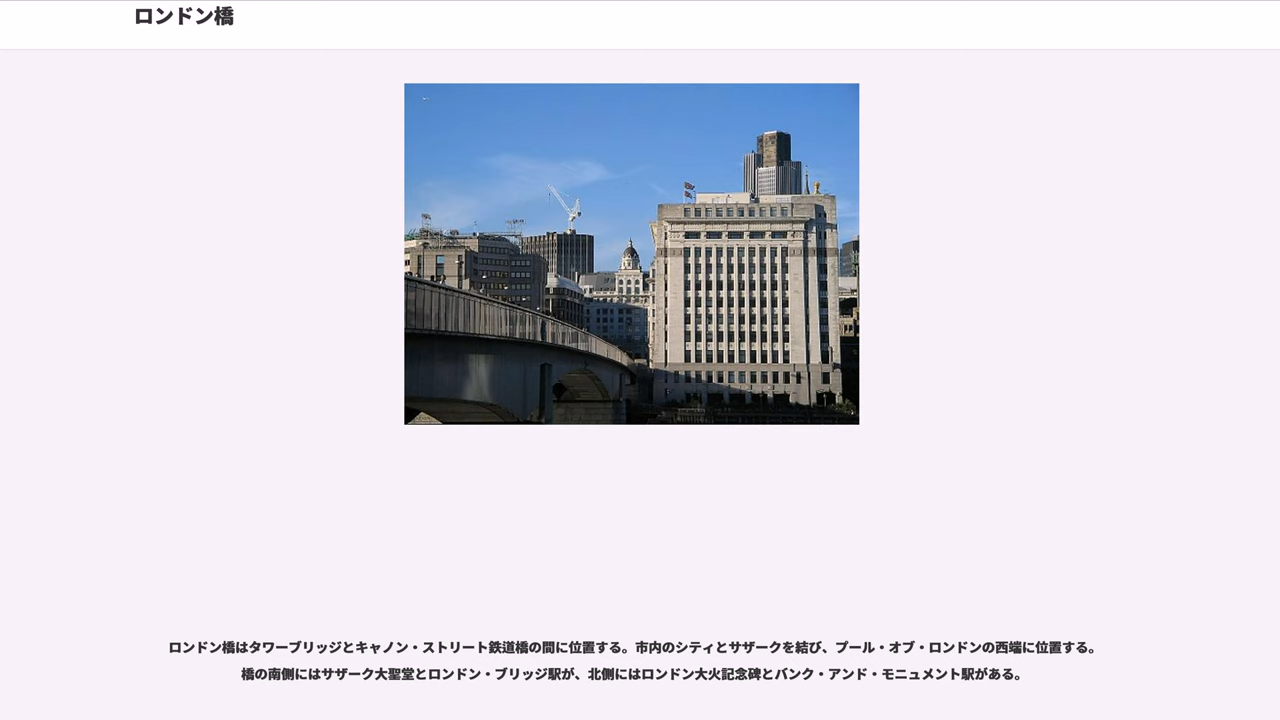 ロンドン橋
ロンドン橋はタワーブリッジとキャノン・ストリート鉄道橋の間に位置する。市内のシティとサザークを結び、プール・オブ・ロンドンの西端に位置する。
橋の南側にはサザーク大聖堂とロンドン・ブリッジ駅が、北側にはロンドン大火記念碑とバンク・アンド・モニュメント駅がある。